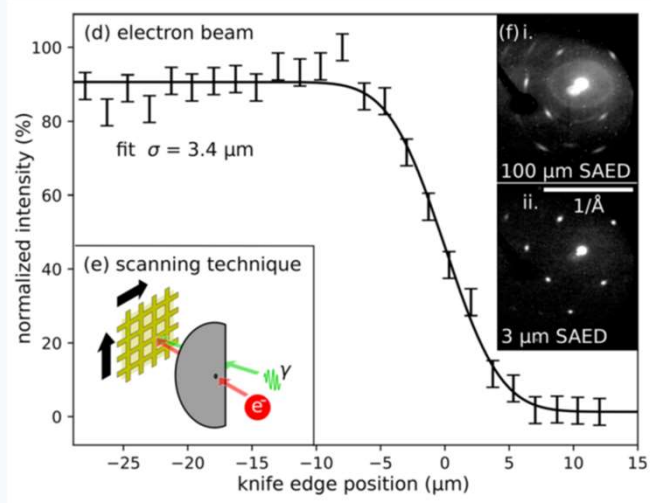 (d) electron beam
fit σ = 3.4 μm
(e) scanning technique
γ
e⁻
(f) i.
100 μm SAED
ii.
1/Å
3 μm SAED
normalized intensity (%)
100
80
60
40
20
0
−25 −20 −15 −10 −5 0 5 10 15
knife edge position (μm)